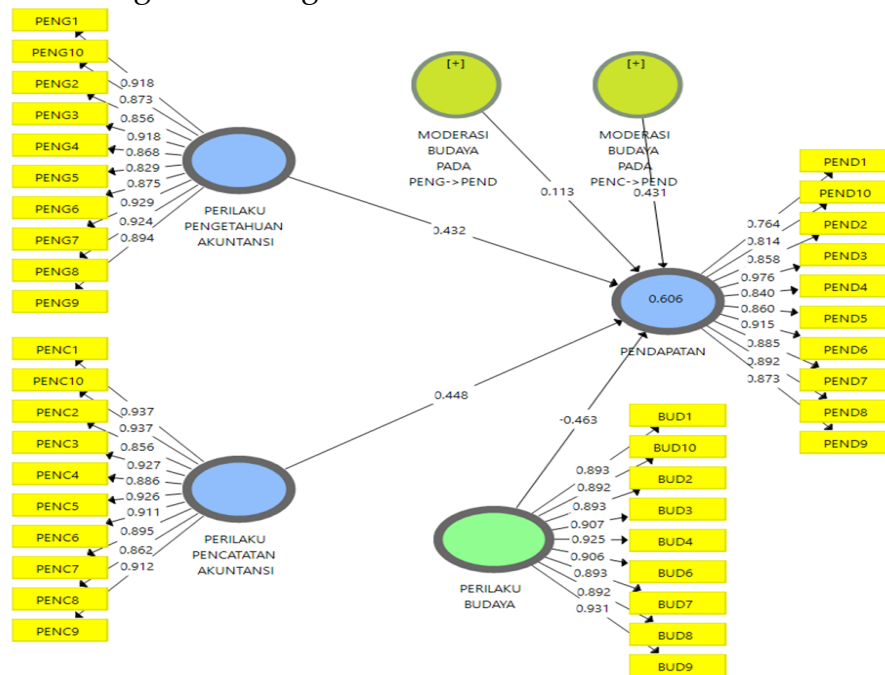 PENG1
PENG10
PENG2
PENG3
PENG4
PENG5
PENG6
PENG7
PENG8
PENG9
0.918
0.873
0.856
0.918
0.868
0.829
0.875
0.929
0.924
0.894
PERILAKU
PENGETAHUAN
AKUNTANSI
[+]
MODERASI
BUDAYA
PADA
PENG->PEND
[+]
MODERASI
BUDAYA
PADA
PENC->PEND
0.113
0.431
0.432
0.606
PENDAPATAN
0.764
0.814
0.858
0.976
0.840
0.860
0.915
0.885
0.892
0.873
PEND1
PEND10
PEND2
PEND3
PEND4
PEND5
PEND6
PEND7
PEND8
PEND9
PENC1
PENC10
PENC2
PENC3
PENC4
PENC5
PENC6
PENC7
PENC8
PENC9
0.937
0.937
0.856
0.927
0.886
0.926
0.911
0.895
0.862
0.912
PERILAKU
PENCATATAN
AKUNTANSI
0.448
-0.463
PERILAKU
BUDAYA
0.893
0.892
0.893
0.907
0.925
0.906
0.893
0.892
0.931
BUD1
BUD10
BUD2
BUD3
BUD4
BUD6
BUD7
BUD8
BUD9